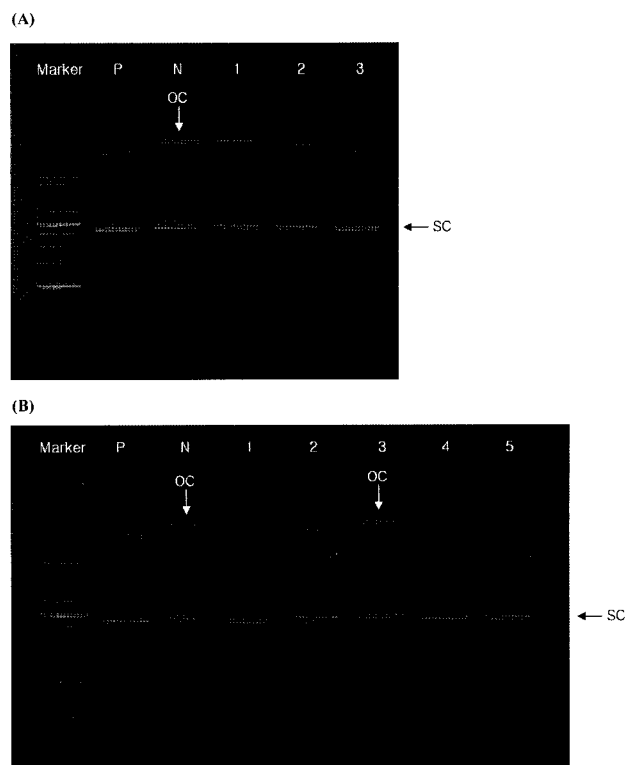 (A)
Marker P N 1 2 3
OC
SC
(B)
Marker P N 1 2 3 4 5
OC OC
SC